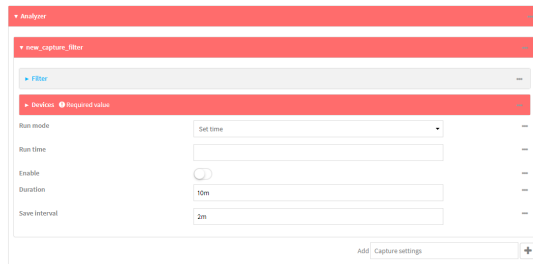 ▾ Analyzer
▾ new_capture_filter
▸ Filter
▸ Devices Required value
Run mode Set time
Run time
Enable
Duration 10m
Save interval 2m
Add Capture settings +